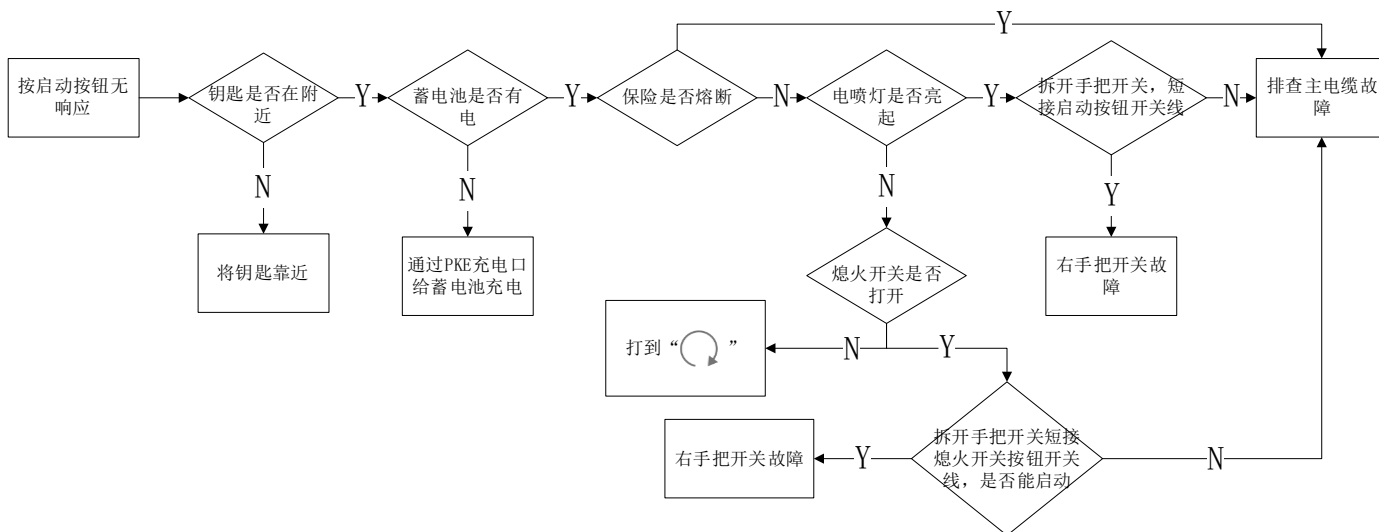 Y
按启动按钮无
响应
钥匙是否在附
近
Y
蓄电池是否有
电
Y
保险是否熔断
N
电喷灯是否亮
起
Y
拆开手把开关，短
接启动按钮开关线
N
排查主电缆故
障
N
N
N
Y
将钥匙靠近
通过PKE充电口
给蓄电池充电
熄火开关是否
打开
右手把开关故
障
打到“ ”
N
Y
右手把开关故障
Y
拆开手把开关短接
熄火开关按钮开关
线，是否能启动
N